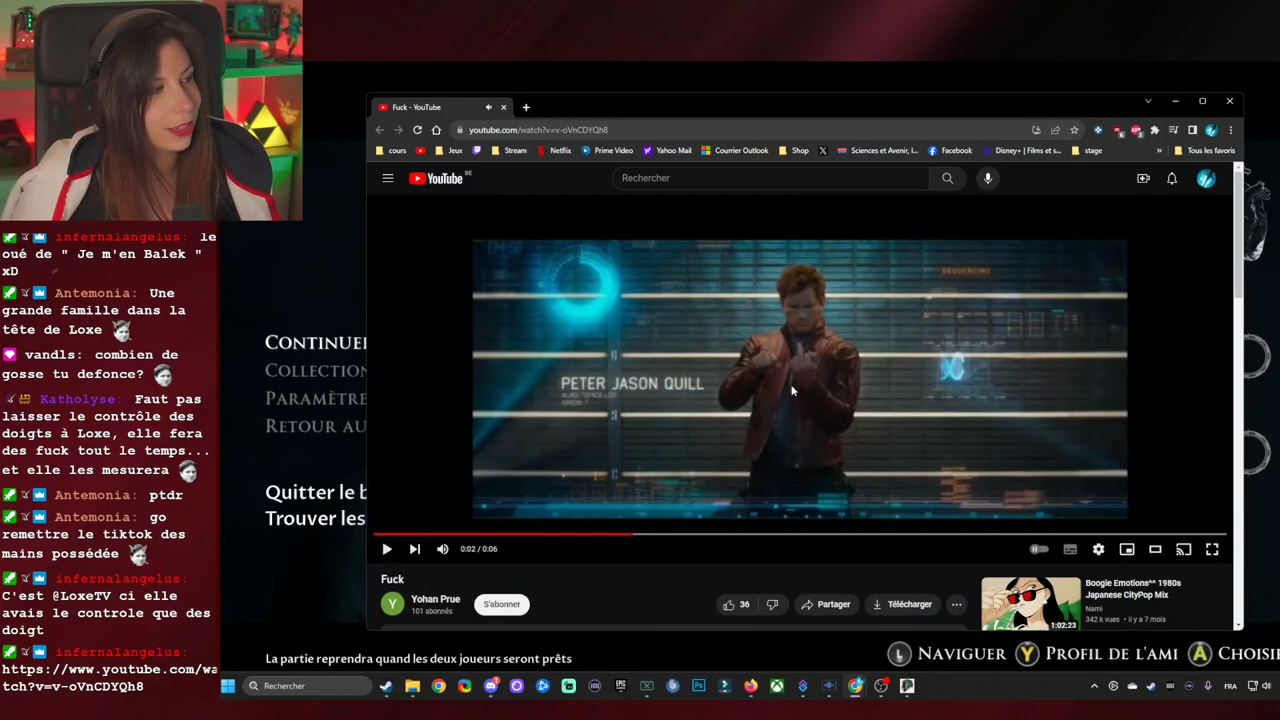 infernalangelus: le
oué de " Je m'en Balek "
xD
Antemonia: Une
grande famille dans la
tête de Loxe
vandls: combien de
gosse tu defonce?
Katholyse: Faut pas
laisser le contrôle des
doigts à Loxe, elle fera
des fuck tout le temps...
et elle les mesurera
Antemonia: ptdr
Antemonia: go
remettre le tiktok des
mains possédée
infernalangelus:
C'est @LoxeTV ci elle
avais le controle que des
doigt
infernalangelus:
https://www.youtube.com/wa
tch?v=v-oVnCDYQh8
Fuck - YouTube
youtube.com/watch?v=v-oVnCDYQh8
cours Jeux Stream Netflix Prime Video Yahoo Mail Courrier Outlook Shop Sciences et Avenir, l... Facebook Disney+ | Films et s... stage » Tous les favoris
YouTube BE
Rechercher
SEQUENCING
PETER JASON QUILL
0:02 / 0:06
Fuck
Yohan Prue
101 abonnés
S'abonner
36
Partager
Télécharger
Boogie Emotions^^ 1980s
Japanese CityPop Mix
Nami
342 k vues • il y a 7 mois
1:02:23
Continuer
Collection
Paramètre
Retour au
Quitter le b
Trouver les
La partie reprendra quand les deux joueurs seront prêts
L Naviguer Y Profil de l'ami A Choisi
Rechercher
FRA